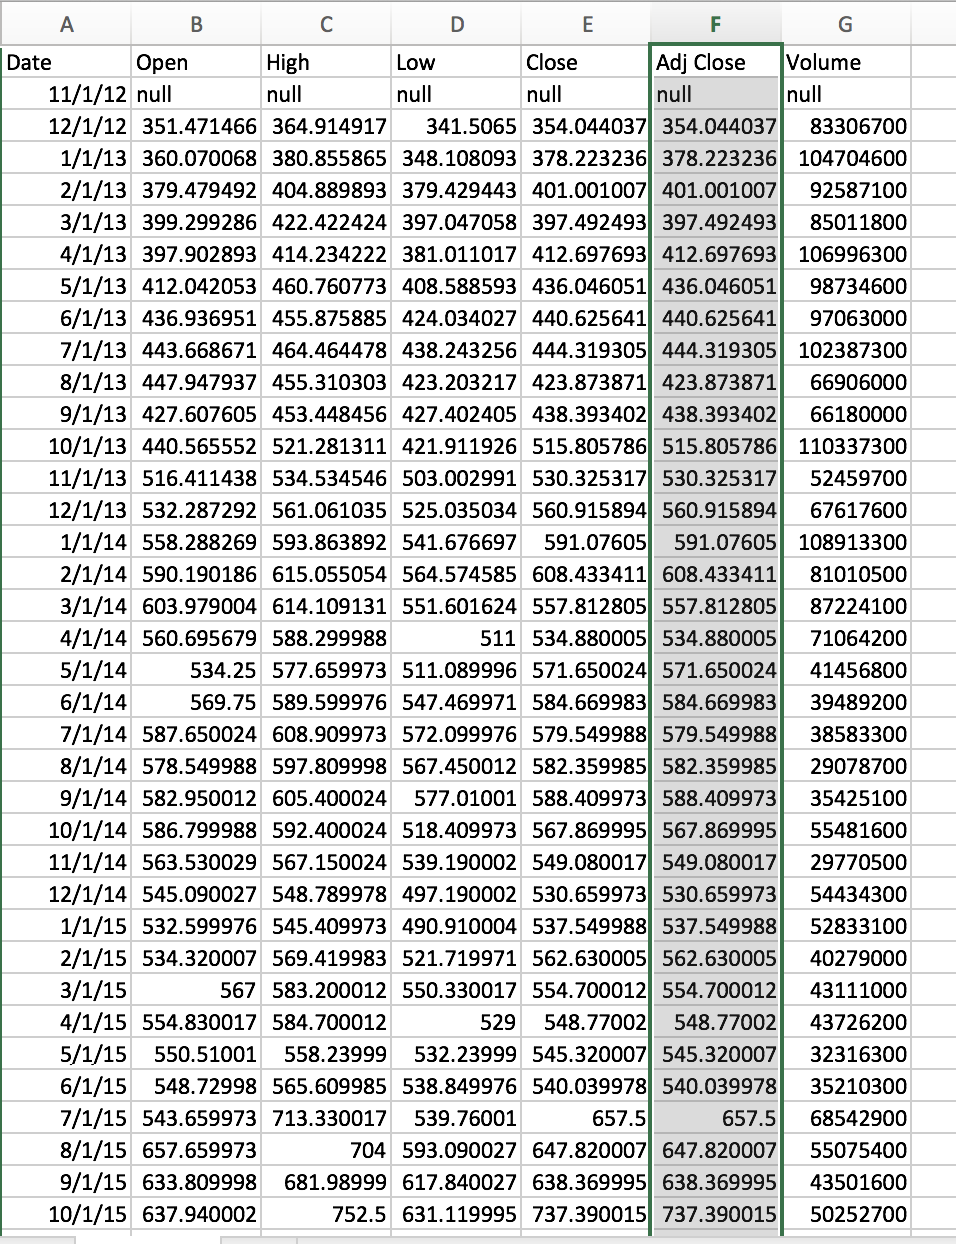 A B C D E F G
Date Open High Low Close Adj Close Volume
11/1/12 null null null null null null
12/1/12 351.471466 364.914917 341.5065 354.044037 354.044037 83306700
1/1/13 360.070068 380.855865 348.108093 378.223236 378.223236 104704600
2/1/13 379.479492 404.889893 379.429443 401.001007 401.001007 92587100
3/1/13 399.299286 422.422424 397.047058 397.492493 397.492493 85011800
4/1/13 397.902893 414.234222 381.011017 412.697693 412.697693 106996300
5/1/13 412.042053 460.760773 408.588593 436.046051 436.046051 98734600
6/1/13 436.936951 455.875885 424.034027 440.625641 440.625641 97063000
7/1/13 443.668671 464.464478 438.243256 444.319305 444.319305 102387300
8/1/13 447.947937 455.310303 423.203217 423.873871 423.873871 66906000
9/1/13 427.607605 453.448456 427.402405 438.393402 438.393402 66180000
10/1/13 440.565552 521.281311 421.911926 515.805786 515.805786 110337300
11/1/13 516.411438 534.534546 503.002991 530.325317 530.325317 52459700
12/1/13 532.287292 561.061035 525.035034 560.915894 560.915894 67617600
1/1/14 558.288269 593.863892 541.676697 591.07605 591.07605 108913300
2/1/14 590.190186 615.055054 564.574585 608.433411 608.433411 81010500
3/1/14 603.979004 614.109131 551.601624 557.812805 557.812805 87224100
4/1/14 560.695679 588.299988 511 534.880005 534.880005 71064200
5/1/14 534.25 577.659973 511.089996 571.650024 571.650024 41456800
6/1/14 569.75 589.599976 547.469971 584.669983 584.669983 39489200
7/1/14 587.650024 608.909973 572.099976 579.549988 579.549988 38583300
8/1/14 578.549988 597.809998 567.450012 582.359985 582.359985 29078700
9/1/14 582.950012 605.400024 577.01001 588.409973 588.409973 35425100
10/1/14 586.799988 592.400024 518.409973 567.869995 567.869995 55481600
11/1/14 563.530029 567.150024 539.190002 549.080017 549.080017 29770500
12/1/14 545.090027 548.789978 497.190002 530.659973 530.659973 54434300
1/1/15 532.599976 545.409973 490.910004 537.549988 537.549988 52833100
2/1/15 534.320007 569.419983 521.719971 562.630005 562.630005 40279000
3/1/15 567 583.200012 550.330017 554.700012 554.700012 43111000
4/1/15 554.830017 584.700012 529 548.77002 548.77002 43726200
5/1/15 550.51001 558.23999 532.23999 545.320007 545.320007 32316300
6/1/15 548.72998 565.609985 538.849976 540.039978 540.039978 35210300
7/1/15 543.659973 713.330017 539.76001 657.5 657.5 68542900
8/1/15 657.659973 704 593.090027 647.820007 647.820007 55075400
9/1/15 633.809998 681.98999 617.840027 638.369995 638.369995 43501600
10/1/15 637.940002 752.5 631.119995 737.390015 737.390015 50252700